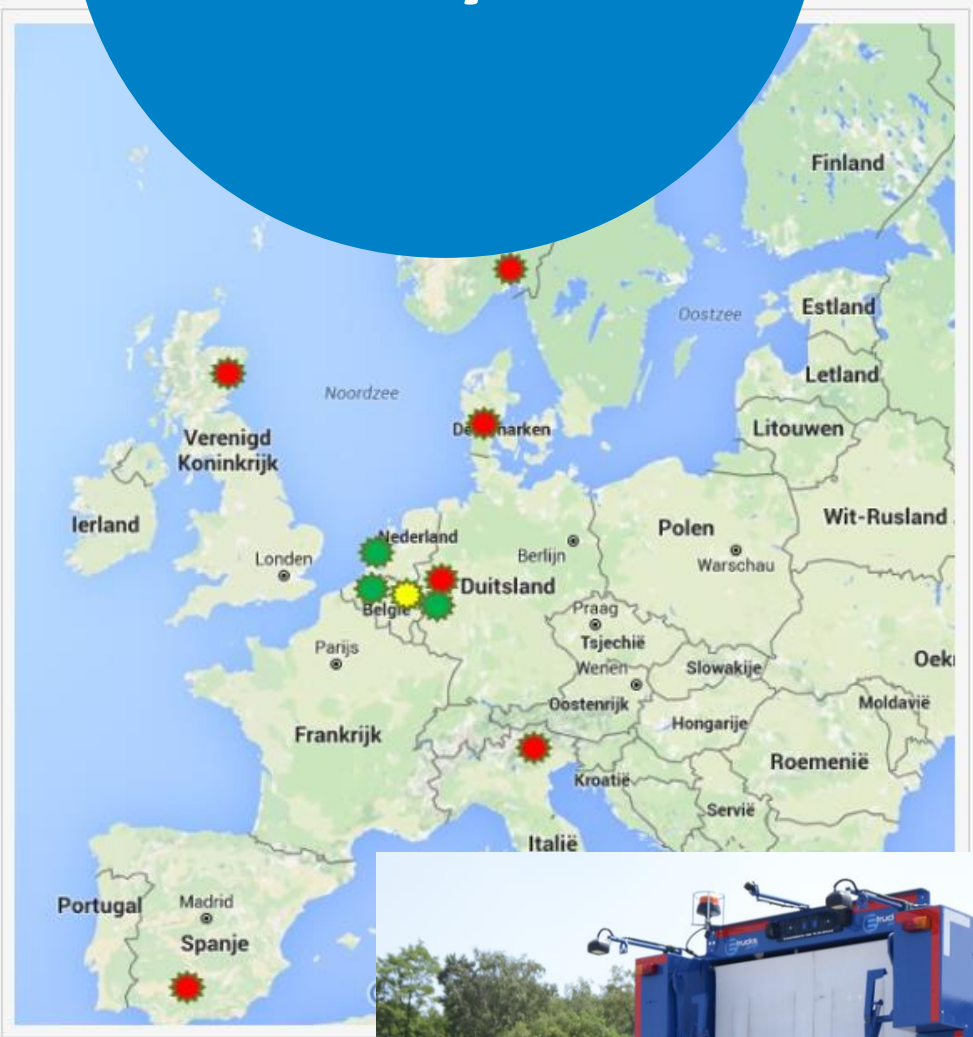 Finland
Estland
Oostzee
Letland
Noordzee
Litouwen
Verenigd
Koninkrijk
Ierland
Nederland
Polen
Wit-Rusland
Londen
Berlijn
Warschau
Duitsland
België
Praag
Tsjechië
Parijs
Wenen
Slowakije
Oostenrijk
Moldavië
Hongarije
Frankrijk
Roemenië
Kroatië
Servië
Italië
Portugal
Madrid
Spanje
trucks